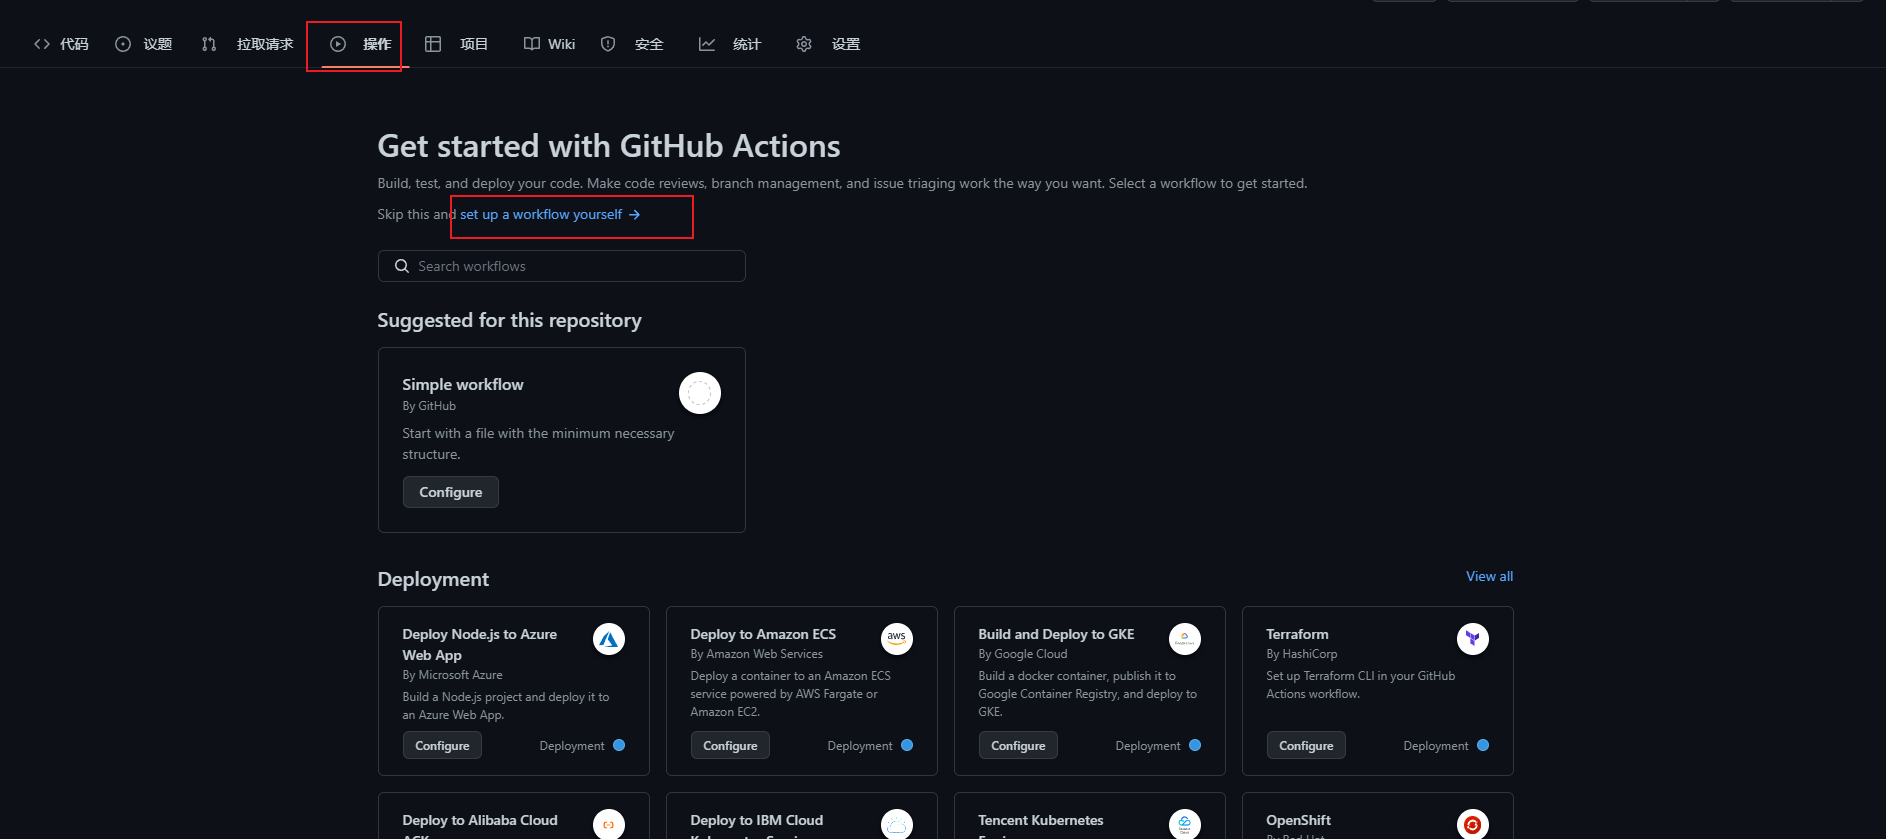 代码 议题 拉取请求 操作 项目 Wiki 安全 统计 设置
Get started with GitHub Actions
Build, test, and deploy your code. Make code reviews, branch management, and issue triaging work the way you want. Select a workflow to get started.
Skip this and set up a workflow yourself →
Search workflows
Suggested for this repository
Simple workflow
By GitHub
Start with a file with the minimum necessary
structure.
Configure
Deployment
View all
Deploy Node.js to Azure
Web App
By Microsoft Azure
Build a Node.js project and deploy it to
an Azure Web App.
Configure
Deployment
Deploy to Amazon ECS
aws
By Amazon Web Services
Deploy a container to an Amazon ECS
service powered by AWS Fargate or
Amazon EC2.
Configure
Deployment
Build and Deploy to GKE
By Google Cloud
Build a docker container, publish it to
Google Container Registry, and deploy to
GKE.
Configure
Deployment
Terraform
By HashiCorp
Set up Terraform CLI in your GitHub
Actions workflow.
Configure
Deployment
Deploy to Alibaba Cloud
Deploy to IBM Cloud
Tencent Kubernetes
OpenShift